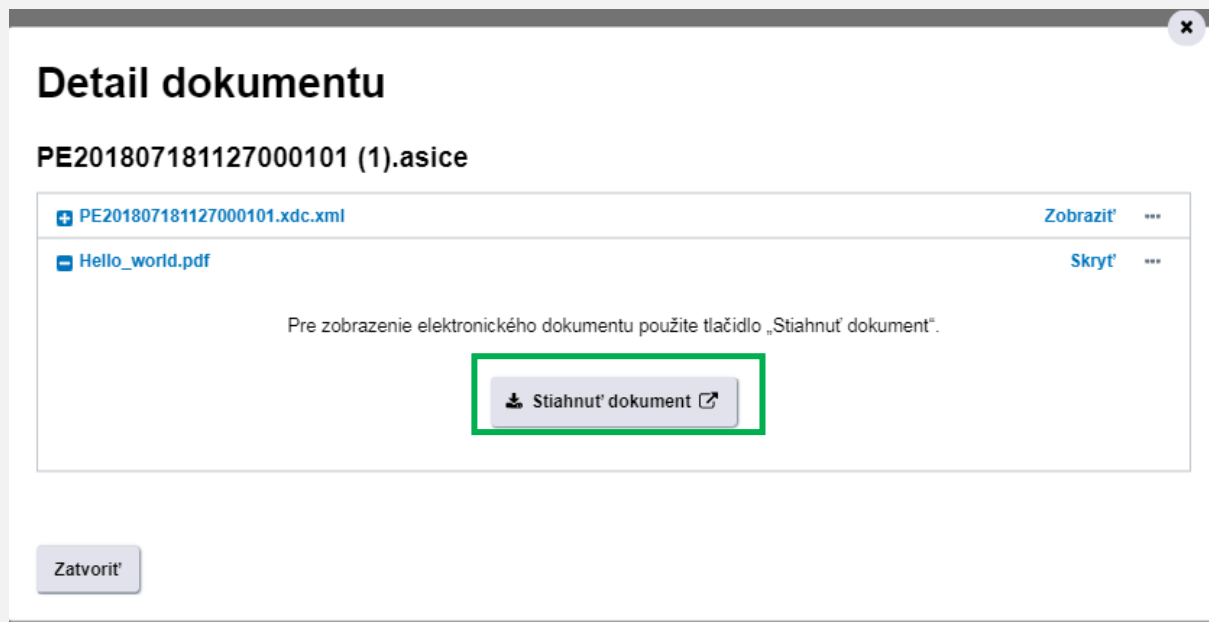 Detail dokumentu
PE201807181127000101 (1).asice
PE201807181127000101.xdc.xml Zobraziť
Hello_world.pdf Skryť
Pre zobrazenie elektronického dokumentu použite tlačidlo „Stiahnuť dokument“.
Stiahnuť dokument
Zatvoriť